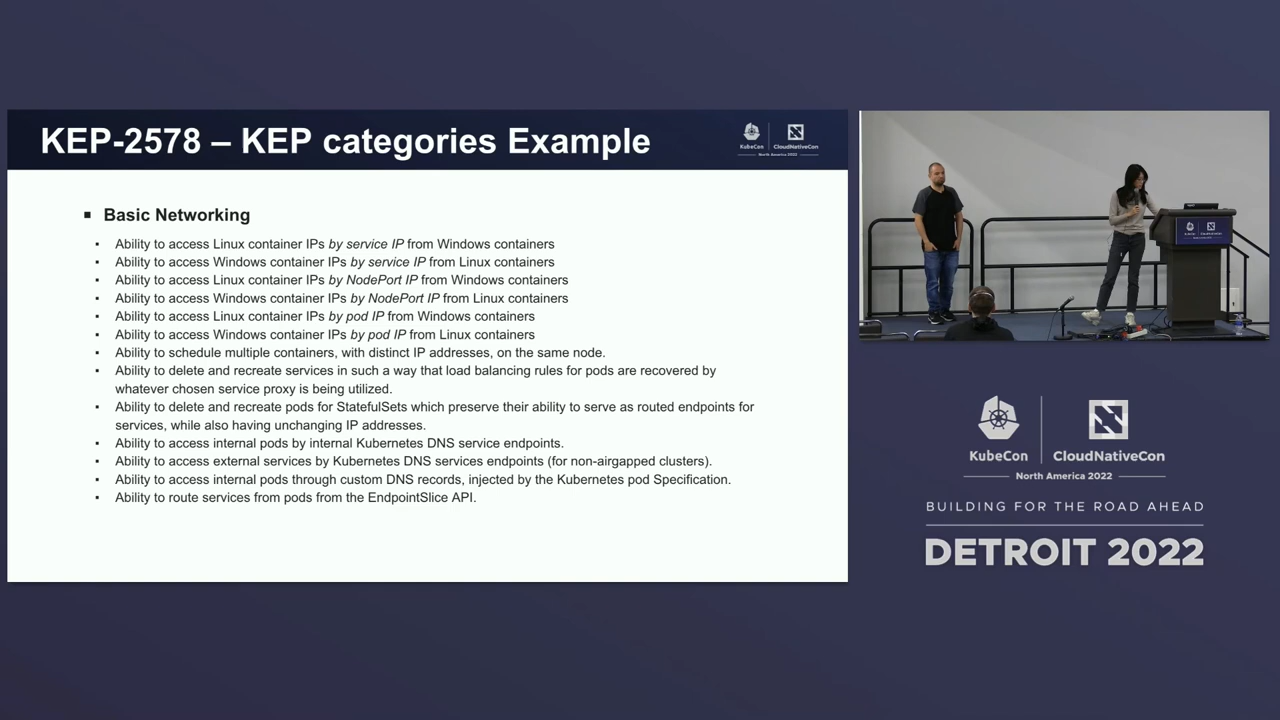 KEP-2578 – KEP categories Example
KubeCon
CloudNativeCon
North America 2022
▪ Basic Networking
▪ Ability to access Linux container IPs by service IP from Windows containers
▪ Ability to access Windows container IPs by service IP from Linux containers
▪ Ability to access Linux container IPs by NodePort IP from Windows containers
▪ Ability to access Windows container IPs by NodePort IP from Linux containers
▪ Ability to access Linux container IPs by pod IP from Windows containers
▪ Ability to access Windows container IPs by pod IP from Linux containers
▪ Ability to schedule multiple containers, with distinct IP addresses, on the same node.
▪ Ability to delete and recreate services in such a way that load balancing rules for pods are recovered by
whatever chosen service proxy is being utilized.
▪ Ability to delete and recreate pods for StatefulSets which preserve their ability to serve as routed endpoints for
services, while also having unchanging IP addresses.
▪ Ability to access internal pods by internal Kubernetes DNS service endpoints.
▪ Ability to access external services by Kubernetes DNS services endpoints (for non-airgapped clusters).
▪ Ability to access internal pods through custom DNS records, injected by the Kubernetes pod Specification.
▪ Ability to route services from pods from the EndpointSlice API.
KubeCon
CloudNativeCon
North America 2022
BUILDING FOR THE ROAD AHEAD
DETROIT 2022